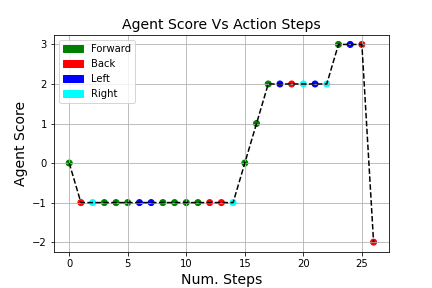 Agent Score Vs Action Steps
Forward
Back
Left
Right
Agent Score
3
2
1
0
−1
−2
0 5 10 15 20 25
Num. Steps